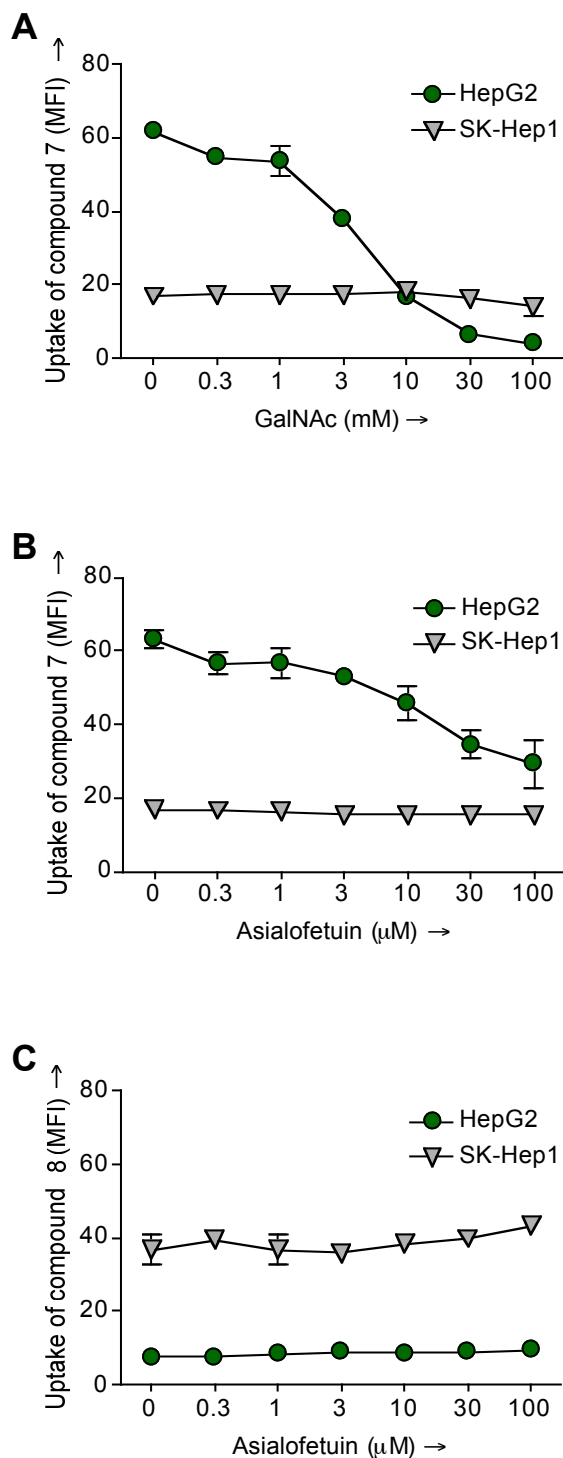 A
Uptake of compound 7 (MFI) →
80
60
40
20
0
HepG2
SK-Hep1
0 0.3 1 3 10 30 100
GalNAc (mM) →
B
Uptake of compound 7 (MFI) →
80
60
40
20
0
HepG2
SK-Hep1
0 0.3 1 3 10 30 100
Asialofetuin (μM) →
C
Uptake of compound 8 (MFI) →
80
60
40
20
0
HepG2
SK-Hep1
0 0.3 1 3 10 30 100
Asialofetuin (μM) →